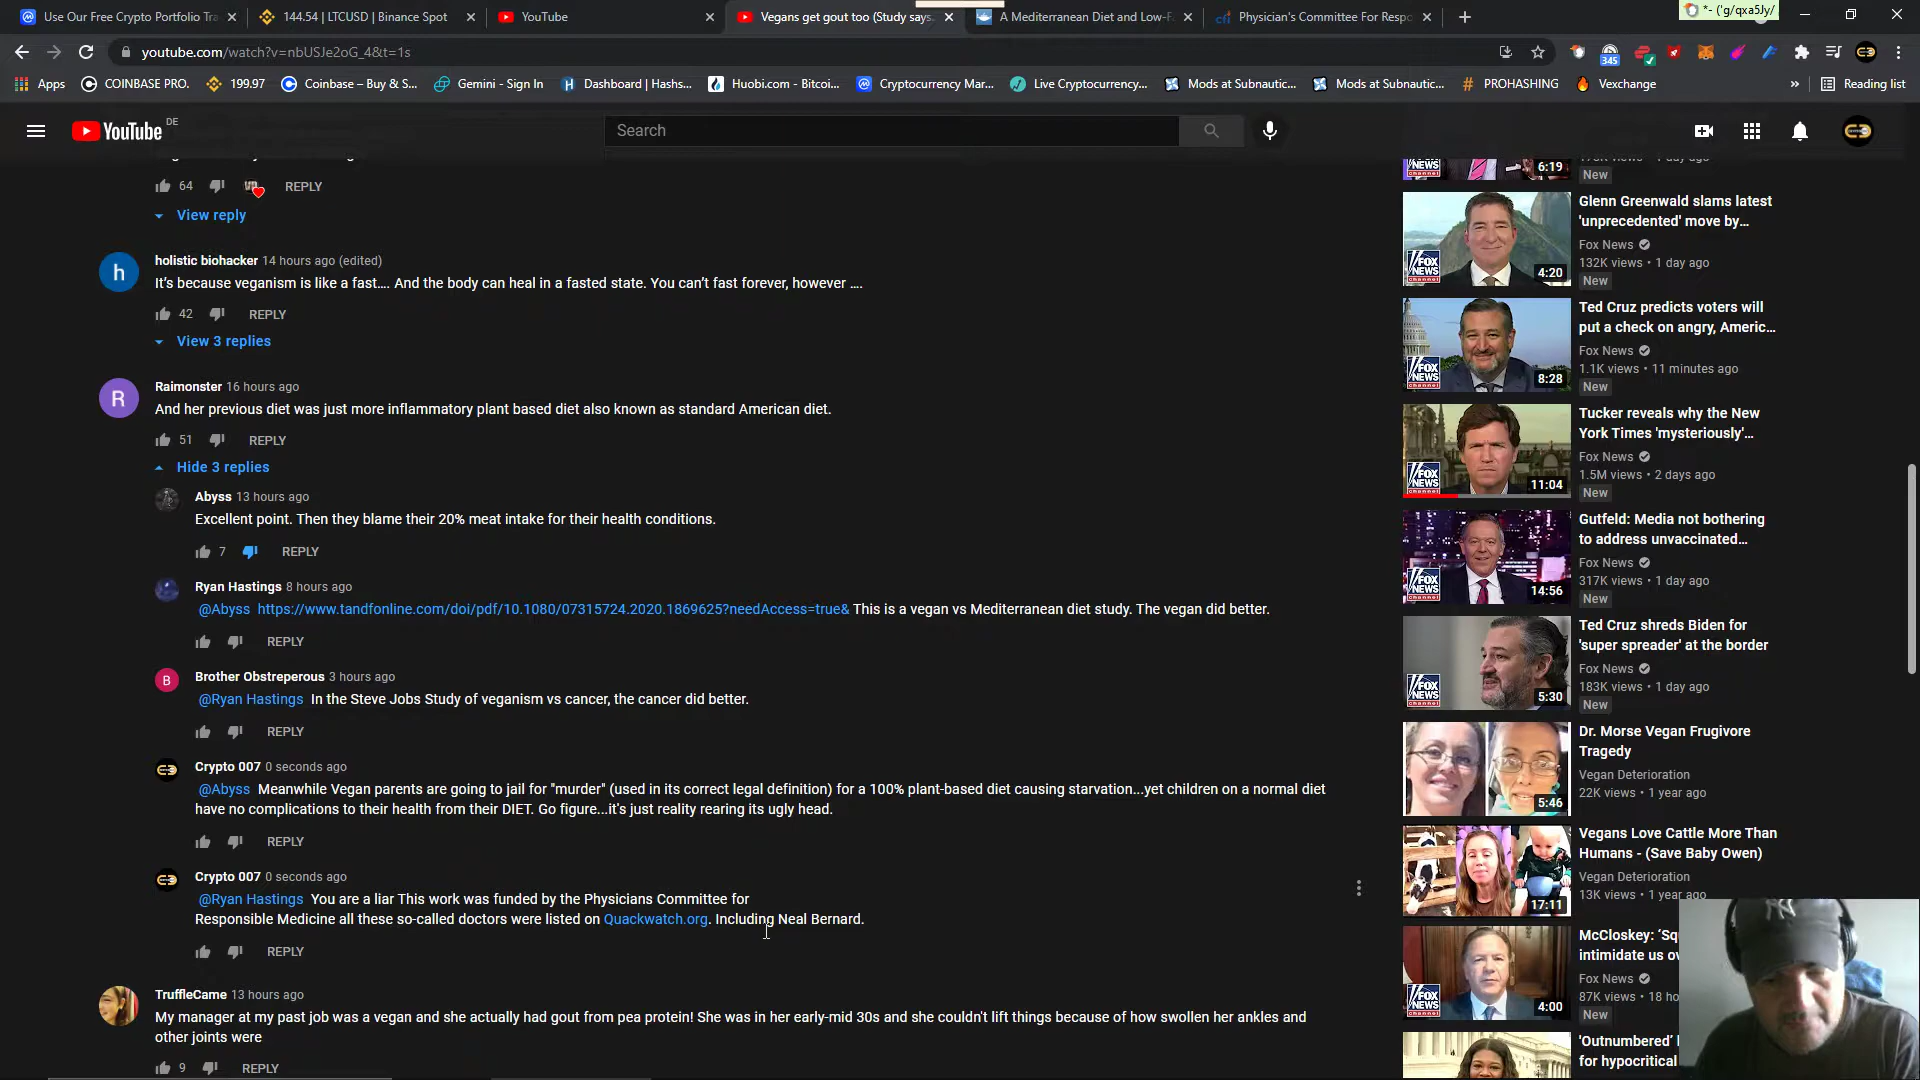 Use Our Free Crypto Portfolio Tra
144.54 | LTCUSD | Binance Spot
YouTube
Vegans get gout too (Study says
A Mediterranean Diet and Low-F
Physician's Committee For Respo
*- ('g/qxa5Jy/
youtube.com/watch?v=nbUSJe2oG_4&t=1s
345
Apps
COINBASE PRO.
199.97
Coinbase – Buy & S...
Gemini - Sign In
Dashboard | Hashs...
Huobi.com - Bitcoi...
Cryptocurrency Mar...
Live Cryptocurrency...
Mods at Subnautic...
Mods at Subnautic...
PROHASHING
Vexchange
»
Reading list
YouTube DE
Search
64 REPLY
View reply
holistic biohacker 14 hours ago (edited)
It's because veganism is like a fast.... And the body can heal in a fasted state. You can't fast forever, however ....
42 REPLY
View 3 replies
Raimonster 16 hours ago
And her previous diet was just more inflammatory plant based diet also known as standard American diet.
51 REPLY
Hide 3 replies
Abyss 13 hours ago
Excellent point. Then they blame their 20% meat intake for their health conditions.
7 REPLY
Ryan Hastings 8 hours ago
@Abyss https://www.tandfonline.com/doi/pdf/10.1080/07315724.2020.1869625?needAccess=true& This is a vegan vs Mediterranean diet study. The vegan did better.
REPLY
Brother Obstreperous 3 hours ago
@Ryan Hastings In the Steve Jobs Study of veganism vs cancer, the cancer did better.
REPLY
Crypto 007 0 seconds ago
@Abyss Meanwhile Vegan parents are going to jail for "murder" (used in its correct legal definition) for a 100% plant-based diet causing starvation...yet children on a normal diet
have no complications to their health from their DIET. Go figure...it's just reality rearing its ugly head.
REPLY
Crypto 007 0 seconds ago
@Ryan Hastings You are a liar This work was funded by the Physicians Committee for
Responsible Medicine all these so-called doctors were listed on Quackwatch.org. Including Neal Bernard.
REPLY
TruffleCame 13 hours ago
My manager at my past job was a vegan and she actually had gout from pea protein! She was in her early-mid 30s and she couldn't lift things because of how swollen her ankles and
other joints were
9 REPLY
6:19
1 day ago
New
Glenn Greenwald slams latest
'unprecedented' move by...
Fox News
132K views • 1 day ago
New
FOX NEWS channel
4:20
Ted Cruz predicts voters will
put a check on angry, Americ...
Fox News
1.1K views • 11 minutes ago
New
FOX NEWS channel
8:28
Tucker reveals why the New
York Times 'mysteriously'...
Fox News
1.5M views • 2 days ago
New
FOX NEWS channel
11:04
Gutfeld: Media not bothering
to address unvaccinated...
Fox News
317K views • 1 day ago
New
FOX NEWS channel
14:56
Ted Cruz shreds Biden for
'super spreader' at the border
Fox News
183K views • 1 day ago
New
FOX NEWS channel
5:30
Dr. Morse Vegan Frugivore
Tragedy
Vegan Deterioration
22K views • 1 year ago
5:46
Vegans Love Cattle More Than
Humans - (Save Baby Owen)
Vegan Deterioration
13K views • 1 year ago
17:11
McCloskey: 'Sq
intimidate us ov
Fox News
87K views • 18 ho
New
FOX NEWS channel
4:00
'Outnumbered'
for hypocritical